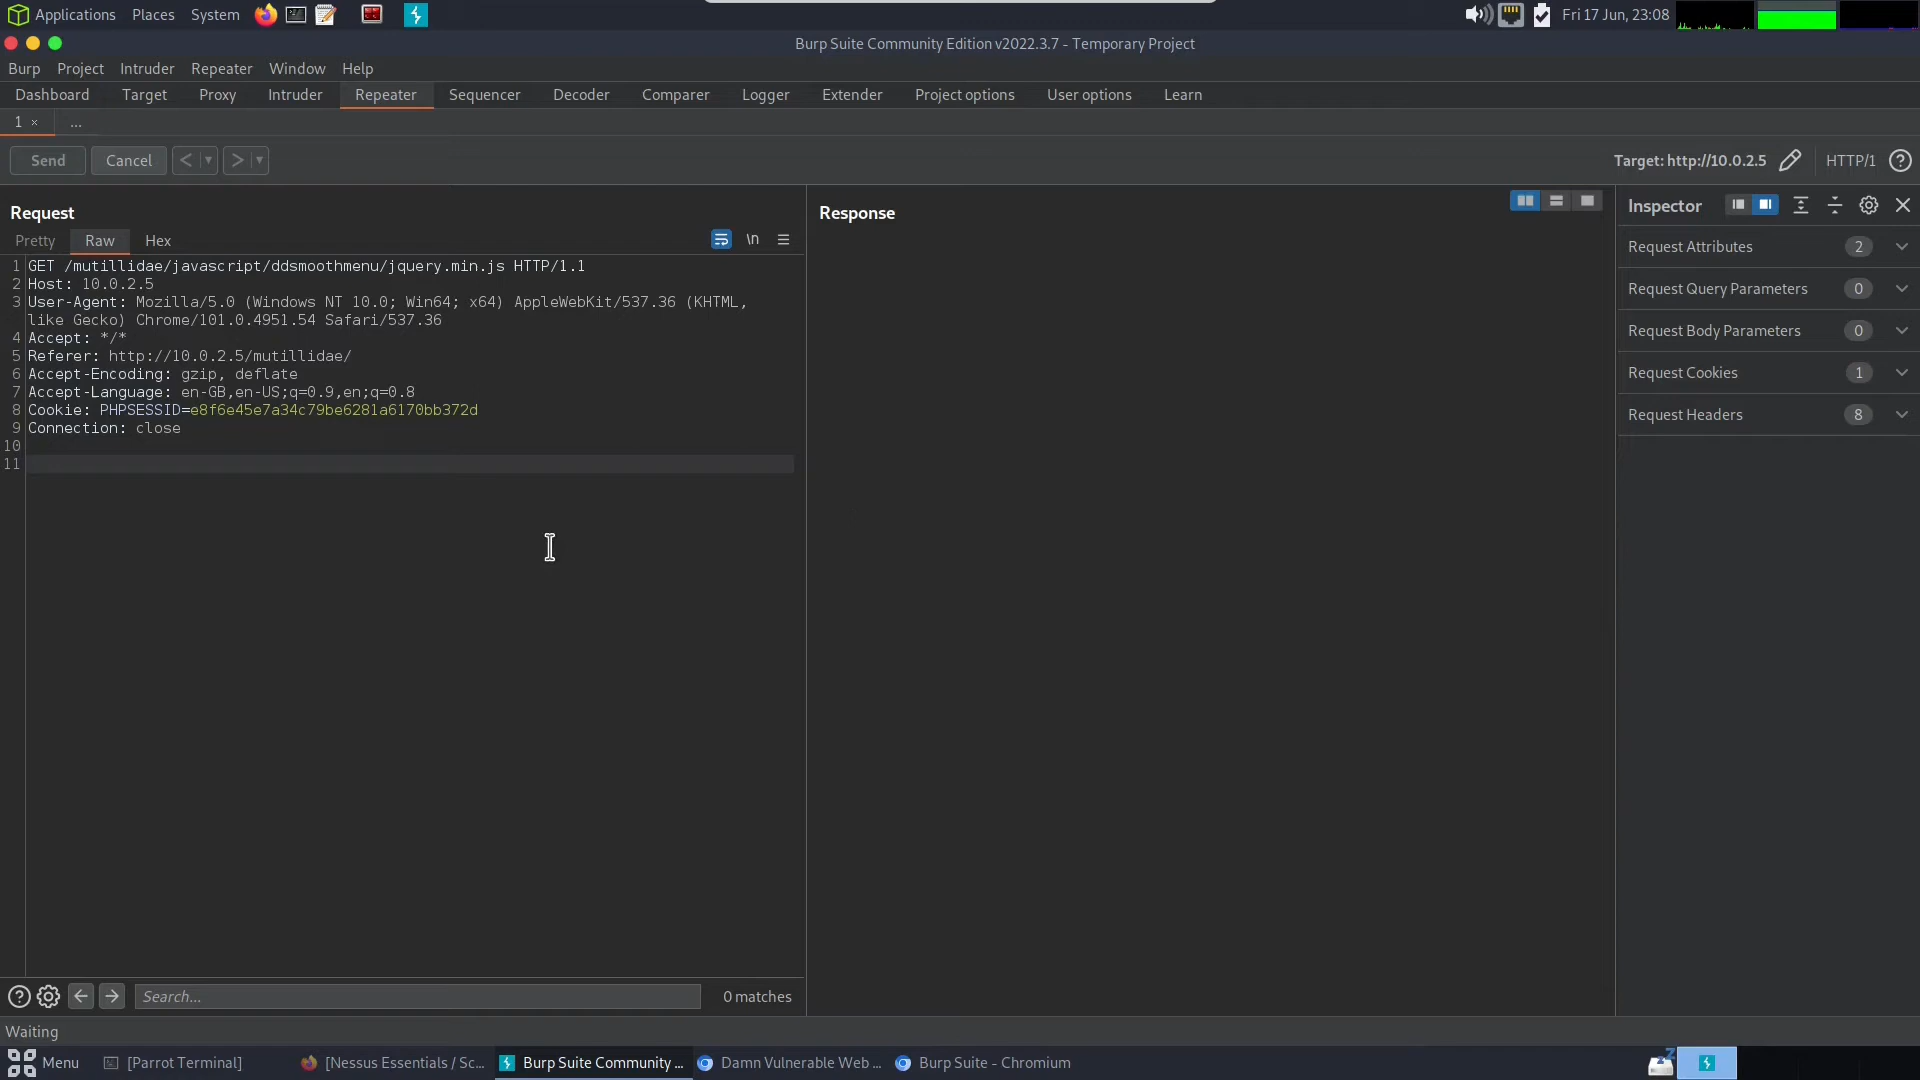 Applications Places System Fri 17 Jun, 23:08
Burp Suite Community Edition v2022.3.7 - Temporary Project
Burp Project Intruder Repeater Window Help
Dashboard Target Proxy Intruder Repeater Sequencer Decoder Comparer Logger Extender Project options User options Learn
1 × ...
Send Cancel < > Target: http://10.0.2.5 HTTP/1 ?
Request
Response
Inspector
Pretty Raw Hex \n
1 GET /mutillidae/javascript/ddsmoothmenu/jquery.min.js HTTP/1.1
2 Host: 10.0.2.5
3 User-Agent: Mozilla/5.0 (Windows NT 10.0; Win64; x64) AppleWebKit/537.36 (KHTML,
like Gecko) Chrome/101.0.4951.54 Safari/537.36
4 Accept: */*
5 Referer: http://10.0.2.5/mutillidae/
6 Accept-Encoding: gzip, deflate
7 Accept-Language: en-GB,en-US;q=0.9,en;q=0.8
8 Cookie: PHPSESSID=e8f6e45e7a34c79be6281a6170bb372d
9 Connection: close
10
11
Request Attributes 2
Request Query Parameters 0
Request Body Parameters 0
Request Cookies 1
Request Headers 8
? Search... 0 matches
Waiting
Menu [Parrot Terminal] [Nessus Essentials / Sc... Burp Suite Community ... Damn Vulnerable Web ... Burp Suite - Chromium